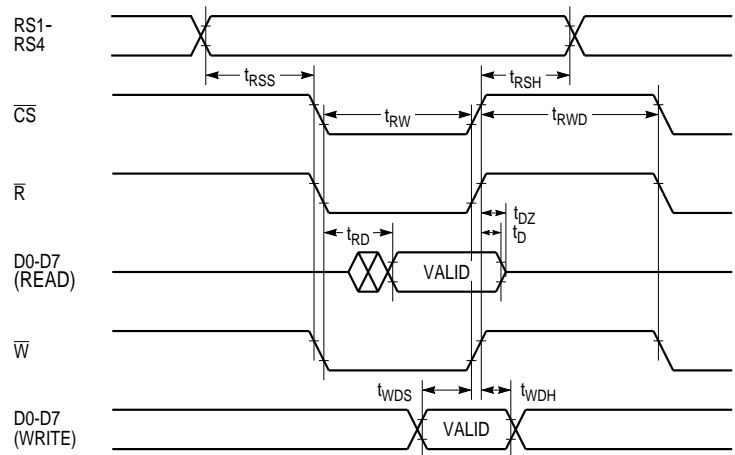 RS1-
RS4
tRSS
tRSH
C̅S̅
tRW
tRWD
R̅
tDZ
tD
tRD
D0-D7
(READ)
VALID
W̅
tWDS
tWDH
D0-D7
(WRITE)
VALID